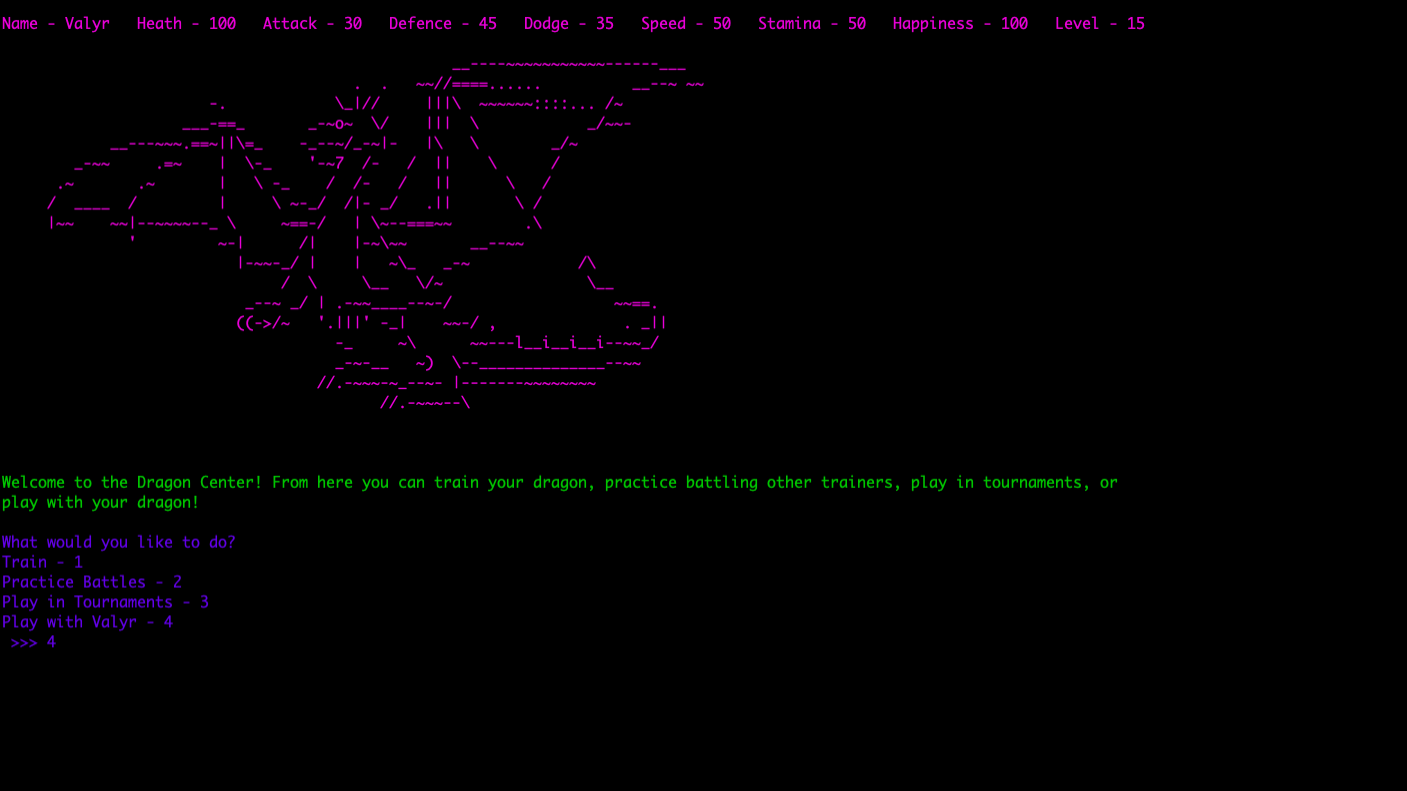 Name - Valyr   Heath - 100   Attack - 30   Defence - 45   Dodge - 35   Speed - 50   Stamina - 50   Happiness - 100   Level - 15
Welcome to the Dragon Center! From here you can train your dragon, practice battling other trainers, play in tournaments, or
play with your dragon!
What would you like to do?
Train - 1
Practice Battles - 2
Play in Tournaments - 3
Play with Valyr - 4
>>> 4